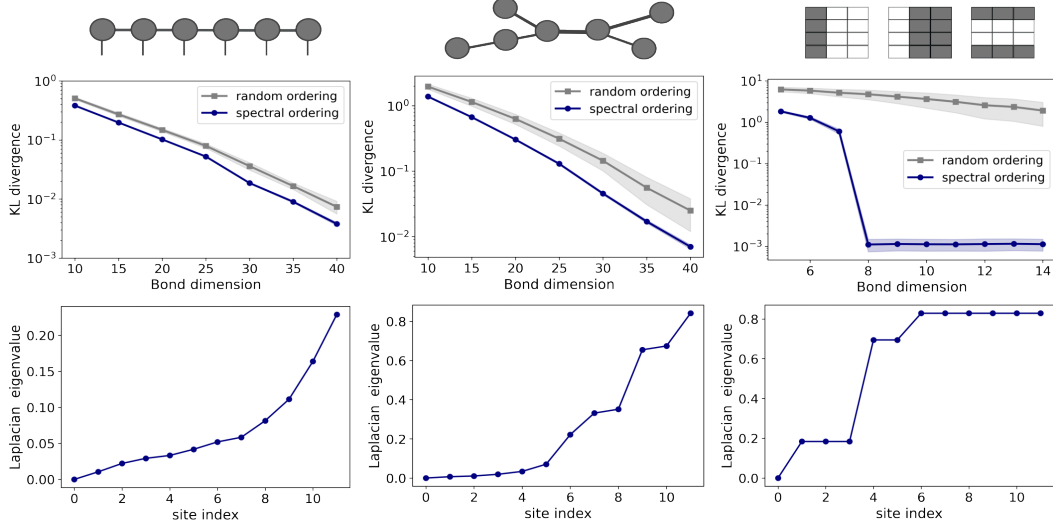 10⁰
10⁻¹
10⁻²
10⁻³
KL divergence
random ordering
spectral ordering
10 15 20 25 30 35 40
Bond dimension
10⁰
10⁻¹
10⁻²
KL divergence
random ordering
spectral ordering
10 15 20 25 30 35 40
Bond dimension
10¹
10⁰
10⁻¹
10⁻²
10⁻³
KL divergence
random ordering
spectral ordering
6 8 10 12 14
Bond dimension
0.20
0.15
0.10
0.05
0.00
Laplacian eigenvalue
0 2 4 6 8 10
site index
0.8
0.6
0.4
0.2
0.0
Laplacian eigenvalue
0 2 4 6 8 10
site index
0.8
0.6
0.4
0.2
0.0
Laplacian eigenvalue
0 2 4 6 8 10
site index